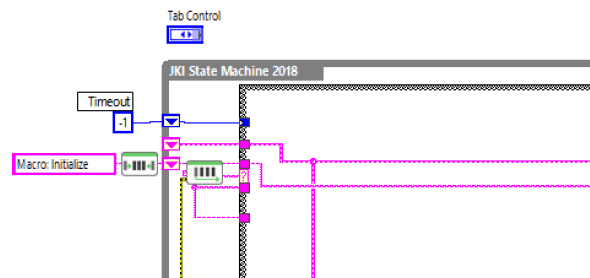 Tab Control
JKI State Machine 2018
Timeout
-1
Macro: Initialize
?